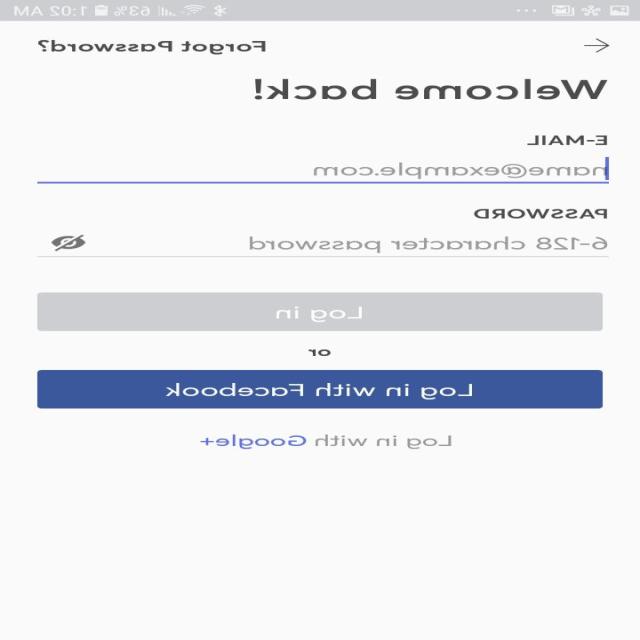 63% 1:02 AM
Forgot Password?
Welcome back!
E-MAIL
name@example.com
PASSWORD
6-128 character password
Log in
or
Log in with Facebook
Log in with Google+